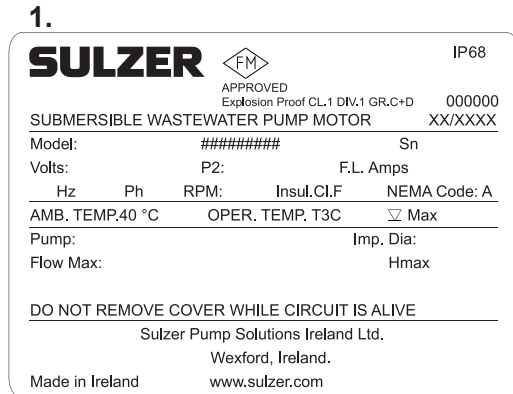 1.
SULZER FM IP68
APPROVED
Explosion Proof CL.1 DIV.1 GR.C+D 000000
SUBMERSIBLE WASTEWATER PUMP MOTOR XX/XXXX
Model: ######### Sn
Volts: P2: F.L. Amps
Hz Ph RPM: Insul.Cl.F NEMA Code: A
AMB. TEMP.40 °C OPER. TEMP. T3C ▽ Max
Pump: Imp. Dia:
Flow Max: Hmax
DO NOT REMOVE COVER WHILE CIRCUIT IS ALIVE
Sulzer Pump Solutions Ireland Ltd.
Wexford, Ireland.
Made in Ireland www.sulzer.com